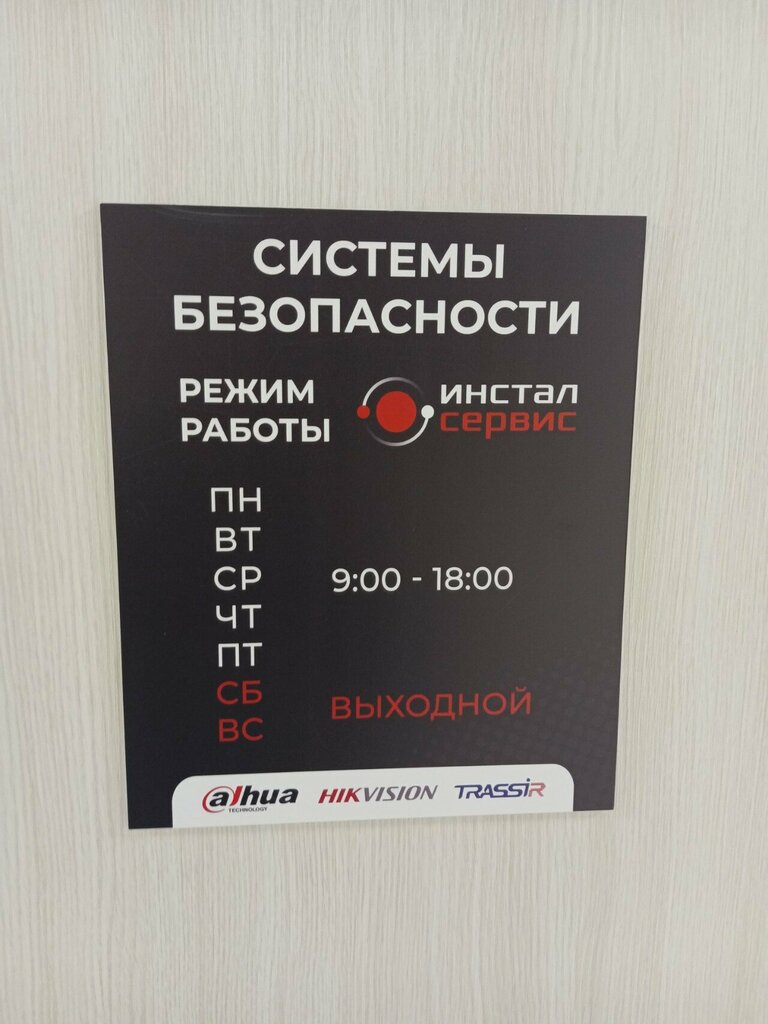 СИСТЕМЫ
БЕЗОПАСНОСТИ
РЕЖИМ
РАБОТЫ
инстал
сервис
ПН
ВТ
СР
ЧТ
ПТ
9:00 - 18:00
СБ
ВС
ВЫХОДНОЙ
alhua
TECHNOLOGY
HIKVISION
TRASSIR